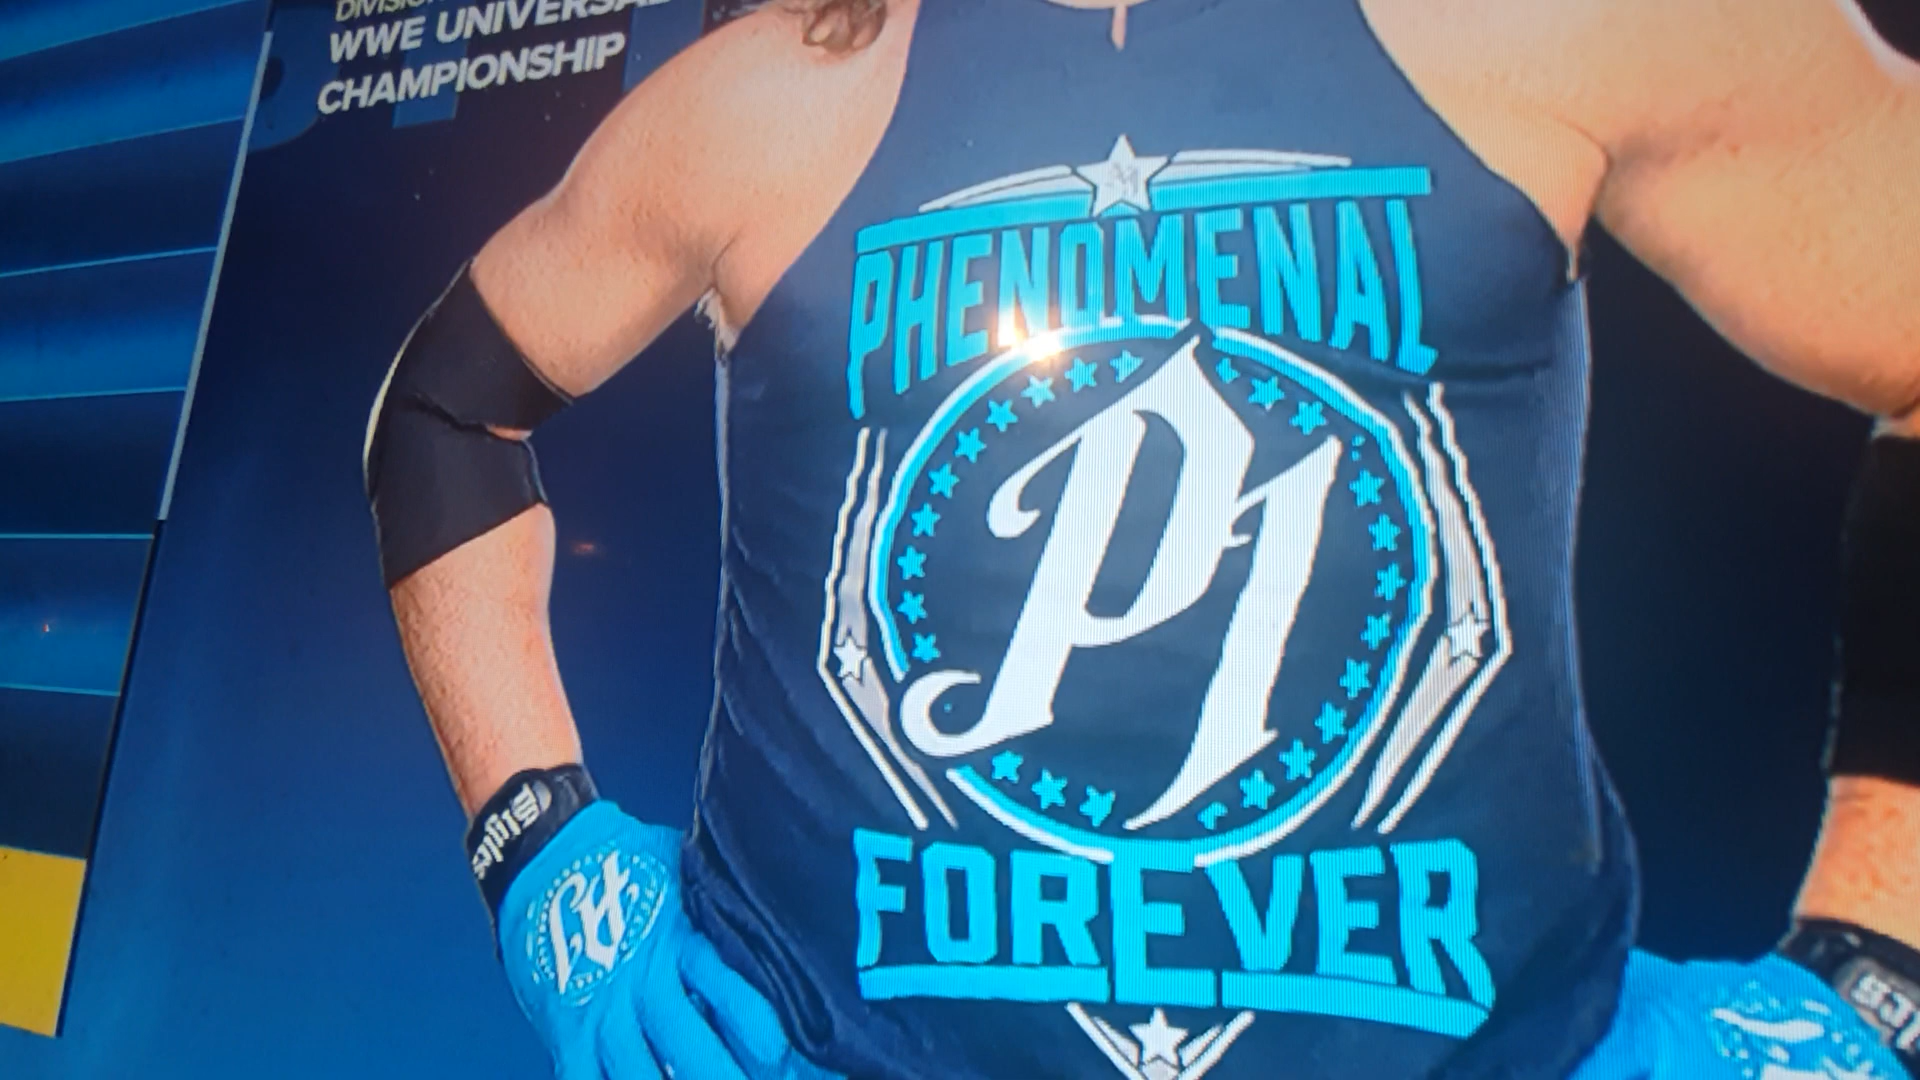 WWE UNIVERSAL
CHAMPIONSHIP
PHENOMENAL
P1
FOREVER